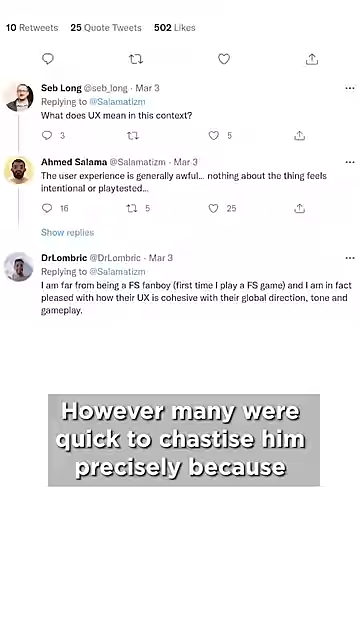 10 Retweets 25 Quote Tweets 502 Likes
Seb Long @seb_long · Mar 3
Replying to @Salamatizm
What does UX mean in this context?
3 5
Ahmed Salama @Salamatizm · Mar 3
The user experience is generally awful... nothing about the thing feels
intentional or playtested...
16 5 25
Show replies
DrLombric @DrLombric · Mar 3
Replying to @Salamatizm
I am far from being a FS fanboy (first time I play a FS game) and I am in fact
pleased with how their UX is cohesive with their global direction, tone and
gameplay.
However many were
quick to chastise him
precisely because